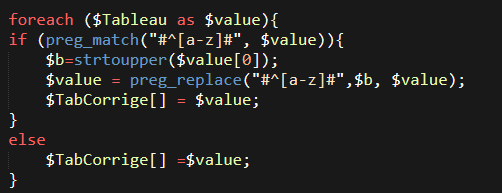 foreach ($Tableau as $value){
if (preg_match("#^[a-z]#", $value)){
    $b=strtoupper($value[0]);
    $value = preg_replace("#^[a-z]#",$b, $value);
    $TabCorrige[] = $value;
}
else
    $TabCorrige[] =$value;
}